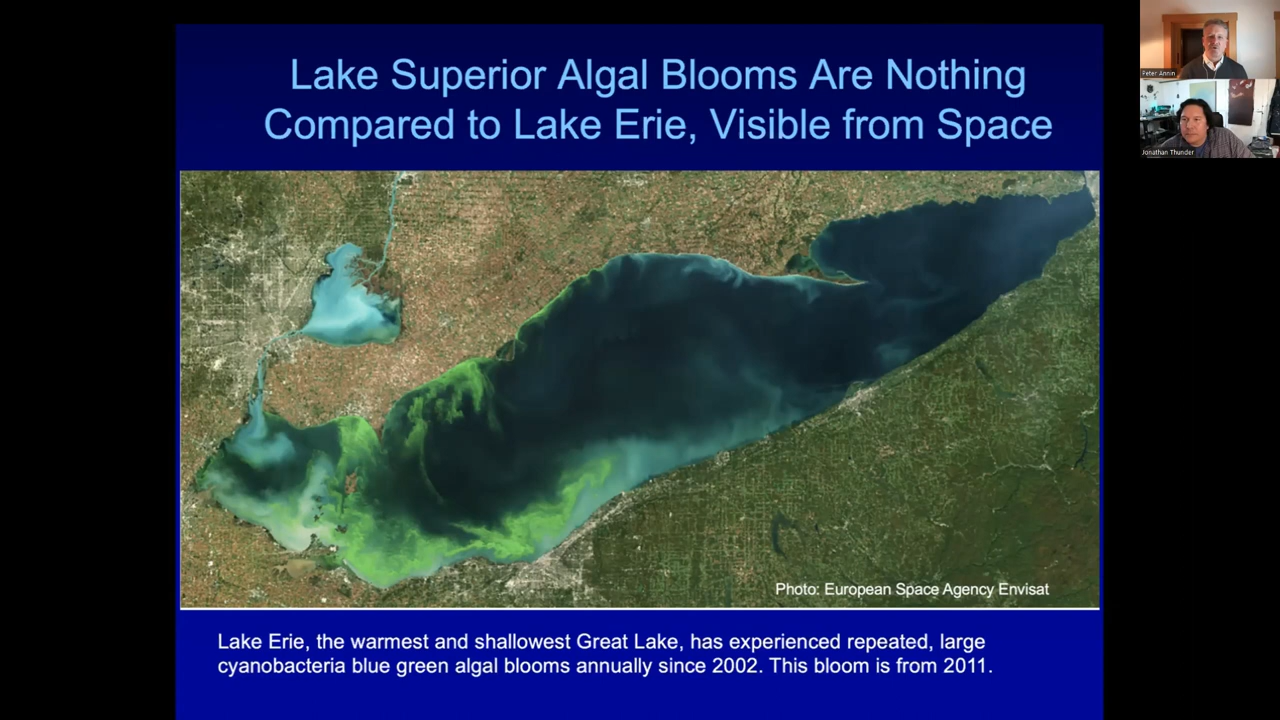 Lake Superior Algal Blooms Are Nothing
Compared to Lake Erie, Visible from Space
Peter Annin
Jonathan Thunder
Photo: European Space Agency Envisat
Lake Erie, the warmest and shallowest Great Lake, has experienced repeated, large
cyanobacteria blue green algal blooms annually since 2002. This bloom is from 2011.